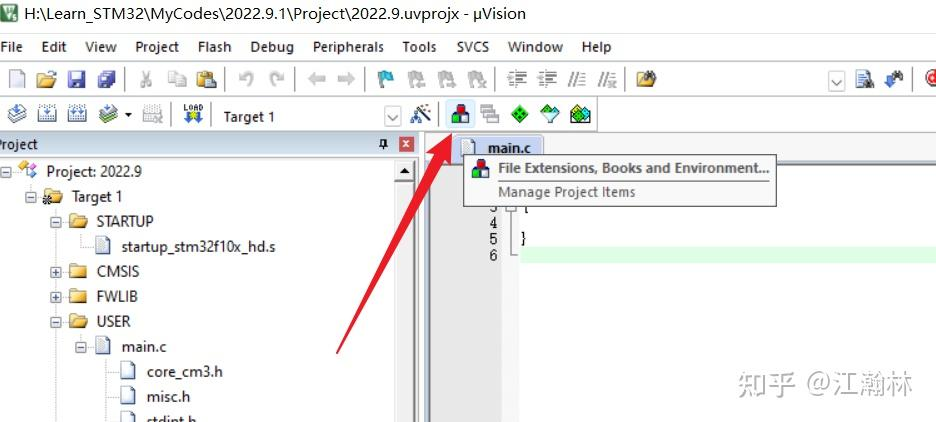 H:\Learn_STM32\MyCodes\2022.9.1\Project\2022.9.uvprojx - µVision
File Edit View Project Flash Debug Peripherals Tools SVCS Window Help
LOAD
Target 1
Project
main.c
Project: 2022.9
File Extensions, Books and Environment...
Target 1
Manage Project Items
STARTUP
3 {
startup_stm32f10x_hd.s
4
5 }
CMSIS
6
FWLIB
USER
main.c
core_cm3.h
misc.h
stdint.h
知乎 @江瀚林